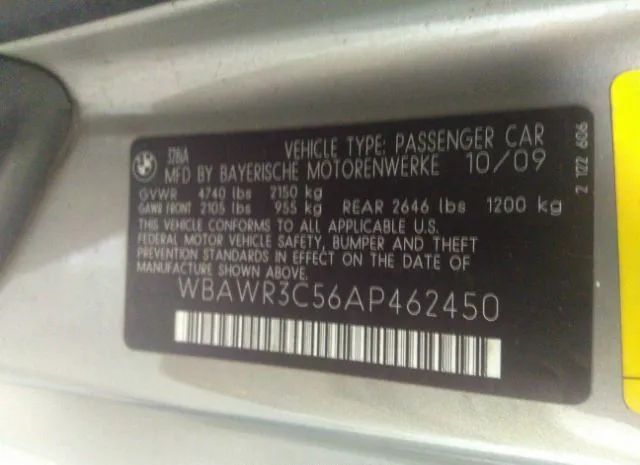 328iA
VEHICLE TYPE: PASSENGER CAR
MFD BY BAYERISCHE MOTORENWERKE 10/09
GVWR 4740 lbs 2150 kg
GAWR FRONT 2105 lbs 955 kg REAR 2646 lbs 1200 kg
THIS VEHICLE CONFORMS TO ALL APPLICABLE U.S.
FEDERAL MOTOR VEHICLE SAFETY, BUMPER AND THEFT
PREVENTION STANDARDS IN EFFECT ON THE DATE OF
MANUFACTURE SHOWN ABOVE.
WBAWR3C56AP462450
2 122 606